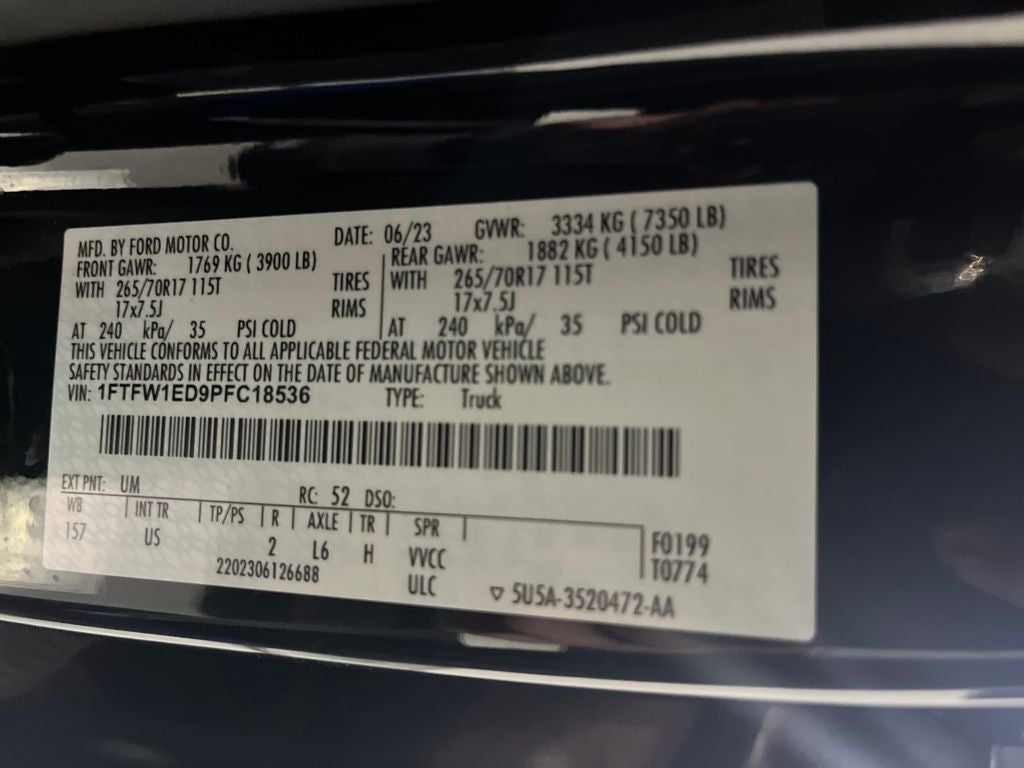 MFD. BY FORD MOTOR CO. DATE: 06/23 GVWR: 3334 KG ( 7350 LB)
FRONT GAWR: 1769 KG ( 3900 LB) REAR GAWR: 1882 KG ( 4150 LB)
WITH 265/70R17 115T TIRES WITH 265/70R17 115T TIRES
17x7.5J RIMS 17x7.5J RIMS
AT 240 kPa/ 35 PSI COLD AT 240 kPa/ 35 PSI COLD
THIS VEHICLE CONFORMS TO ALL APPLICABLE FEDERAL MOTOR VEHICLE
SAFETY STANDARDS IN EFFECT ON THE DATE OF MANUFACTURE SHOWN ABOVE.
VIN: 1FTFW1ED9PFC18536 TYPE: Truck
EXT PNT: UM RC: 52 DSO:
WB INT TR TP/PS R AXLE TR SPR
157 US 2 L6 H VVCC F0199
2202306126688 ULC T0774
5U5A-3520472-AA